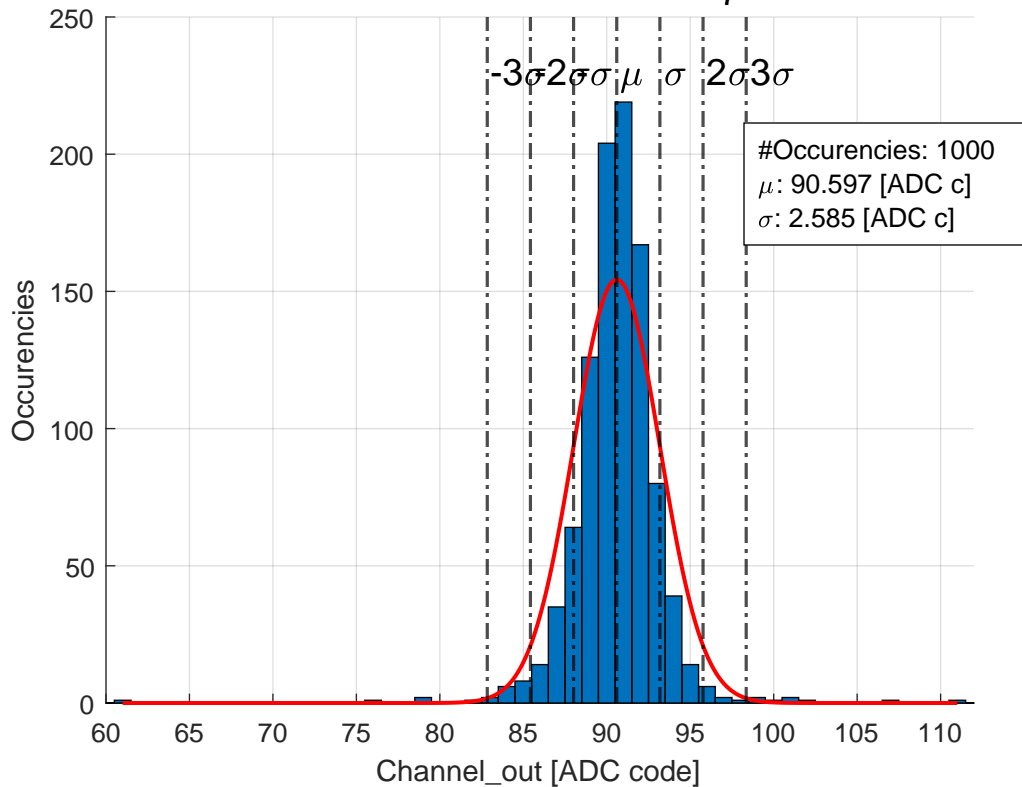 250
-3σ -2σ -σ μ σ 2σ 3σ
200
#Occurencies: 1000
μ: 90.597 [ADC c]
σ: 2.585 [ADC c]
150
Occurencies
100
50
0
60 65 70 75 80 85 90 95 100 105 110
Channel_out [ADC code]